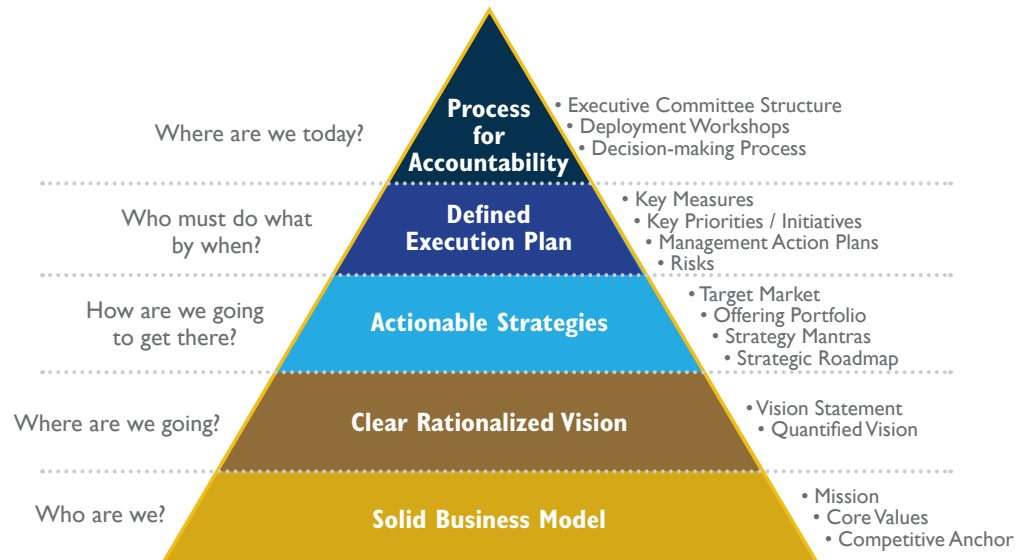 Where are we today?
Process
for
Accountability
• Executive Committee Structure
• Deployment Workshops
• Decision-making Process
Who must do what
by when?
Defined
Execution Plan
• Key Measures
• Key Priorities / Initiatives
• Management Action Plans
• Risks
How are we going
to get there?
Actionable Strategies
• Target Market
• Offering Portfolio
• Strategy Mantras
• Strategic Roadmap
Where are we going?
Clear Rationalized Vision
• Vision Statement
• Quantified Vision
Who are we?
Solid Business Model
• Mission
• Core Values
• Competitive Anchor